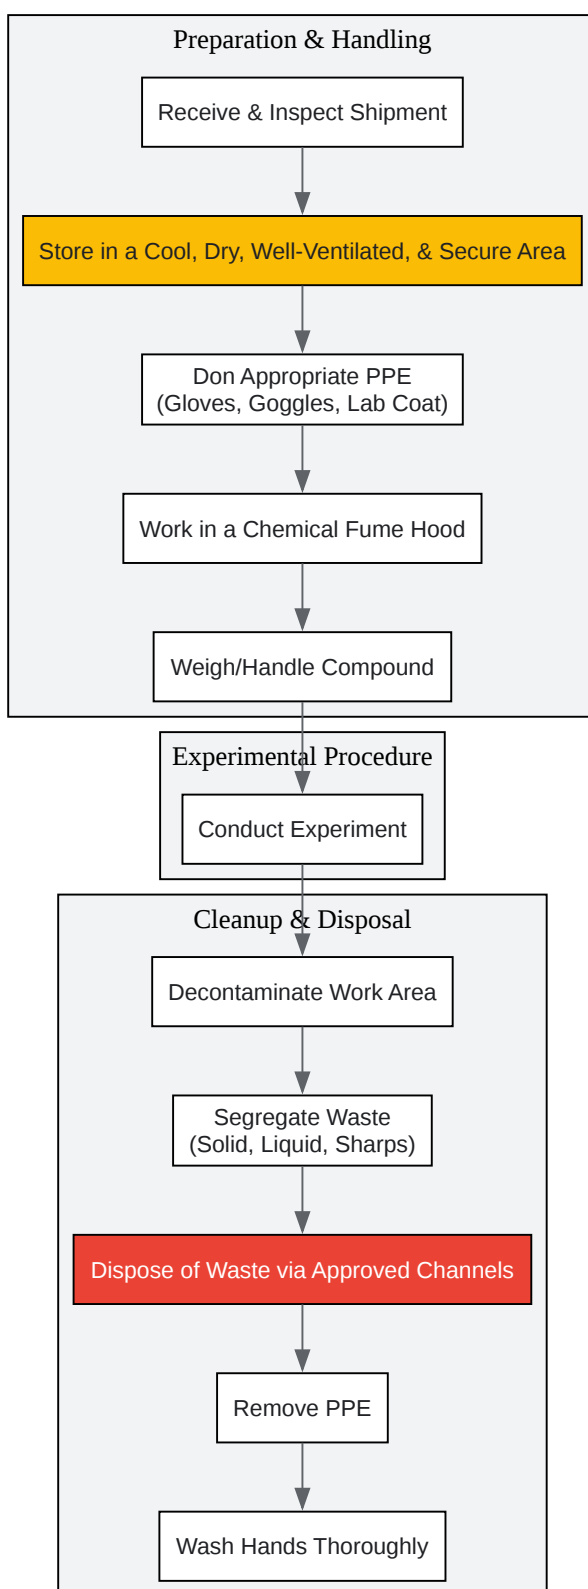 Preparation & Handling
Receive & Inspect Shipment
Store in a Cool, Dry, Well-Ventilated, & Secure Area
Don Appropriate PPE
(Gloves, Goggles, Lab Coat)
Work in a Chemical Fume Hood
Weigh/Handle Compound
Experimental Procedure
Conduct Experiment
Cleanup & Disposal
Decontaminate Work Area
Segregate Waste
(Solid, Liquid, Sharps)
Dispose of Waste via Approved Channels
Remove PPE
Wash Hands Thoroughly